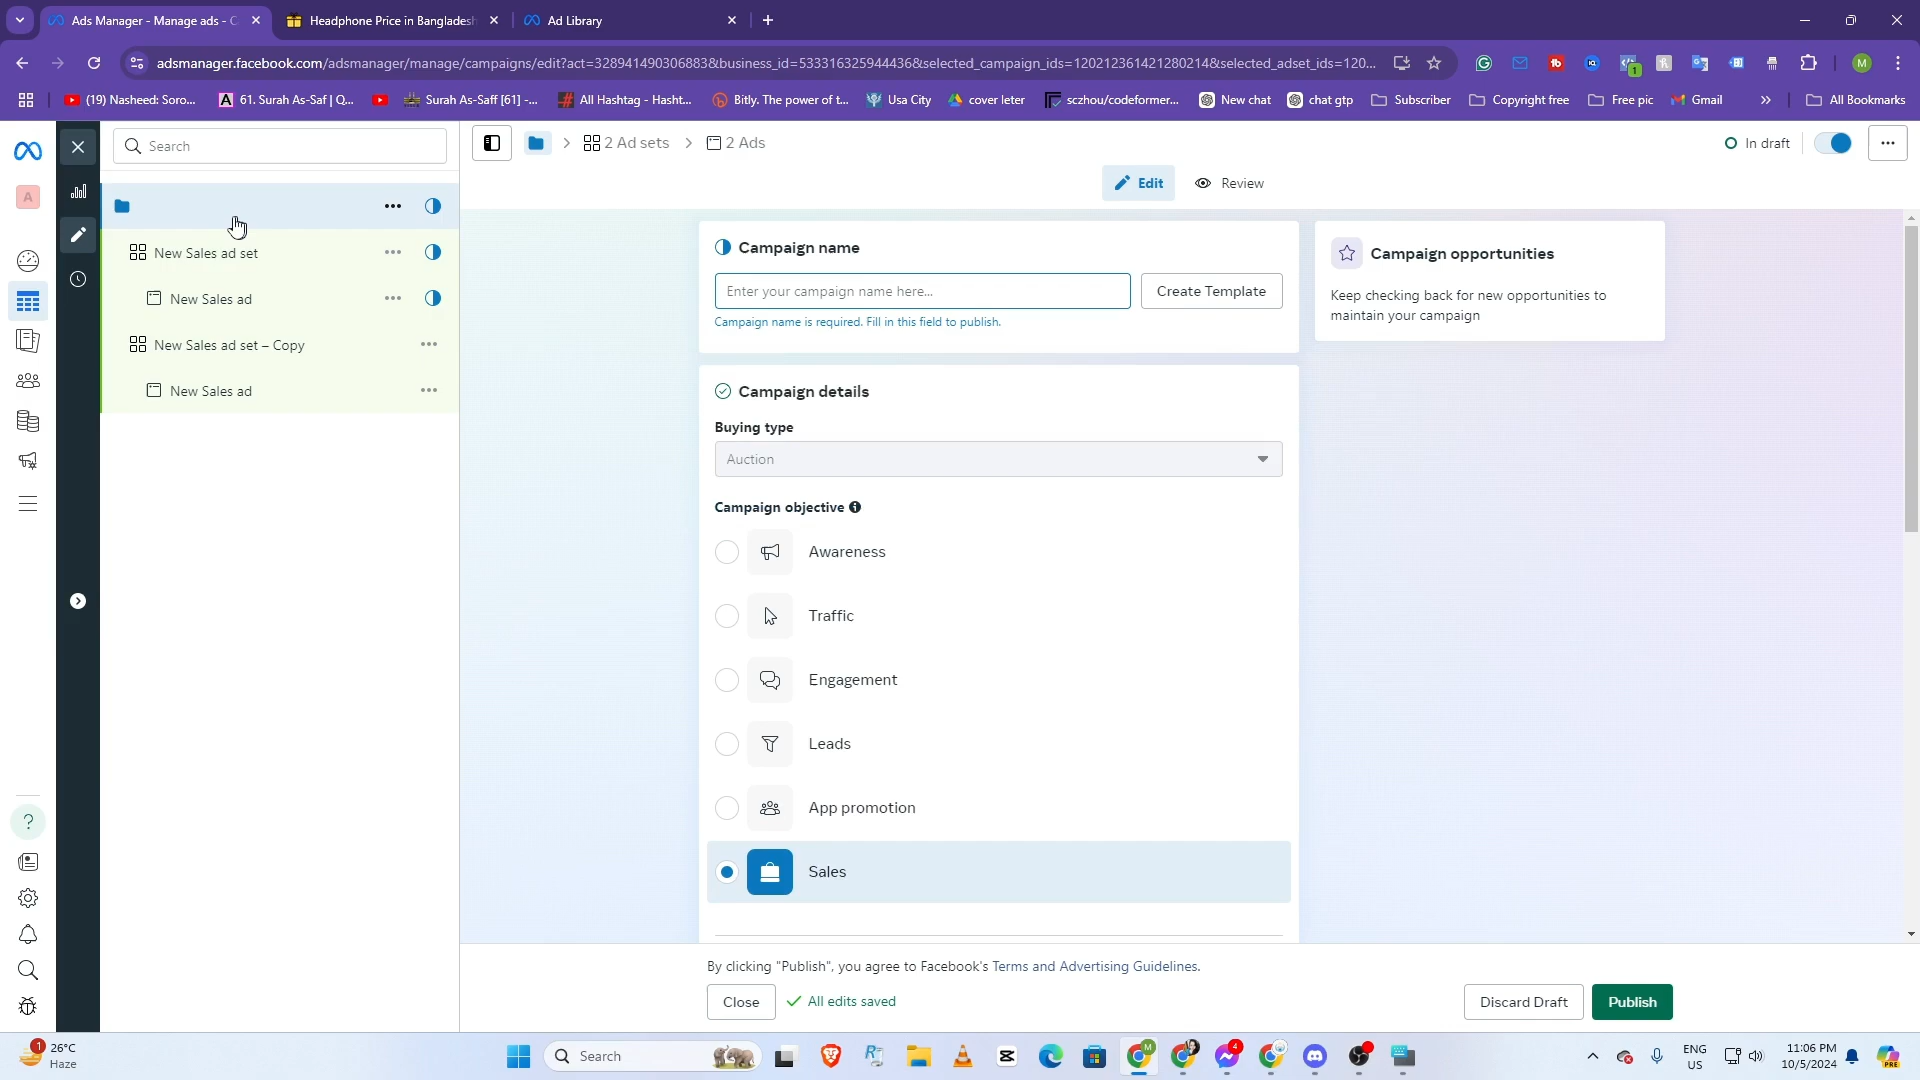 Ads Manager - Manage ads - C
Headphone Price in Bangladesh
Ad Library
adsmanager.facebook.com/adsmanager/manage/campaigns/edit?act=328941490306883&business_id=533316325944436&selected_campaign_ids=120212361421280214&selected_adset_ids=120...
1
M
(19) Nasheed: Soro...
61. Surah As-Saf | Q...
Surah As-Saff [61] -...
All Hashtag - Hasht...
Bitly. The power of t...
Usa City
cover leter
sczhou/codeformer...
New chat
chat gtp
Subscriber
Copyright free
Free pic
Gmail
All Bookmarks
Search
2 Ad sets
2 Ads
In draft
Edit
Review
A
New Sales ad set
New Sales ad
New Sales ad set – Copy
New Sales ad
Campaign name
Enter your campaign name here...
Create Template
Campaign name is required. Fill in this field to publish.
Campaign opportunities
Keep checking back for new opportunities to
maintain your campaign
Campaign details
Buying type
Auction
Campaign objective
Awareness
Traffic
Engagement
Leads
App promotion
Sales
By clicking "Publish", you agree to Facebook's Terms and Advertising Guidelines.
Close
All edits saved
Discard Draft
Publish
1
26°C
Haze
Search
M
4
ENG
US
11:06 PM
10/5/2024
PRE